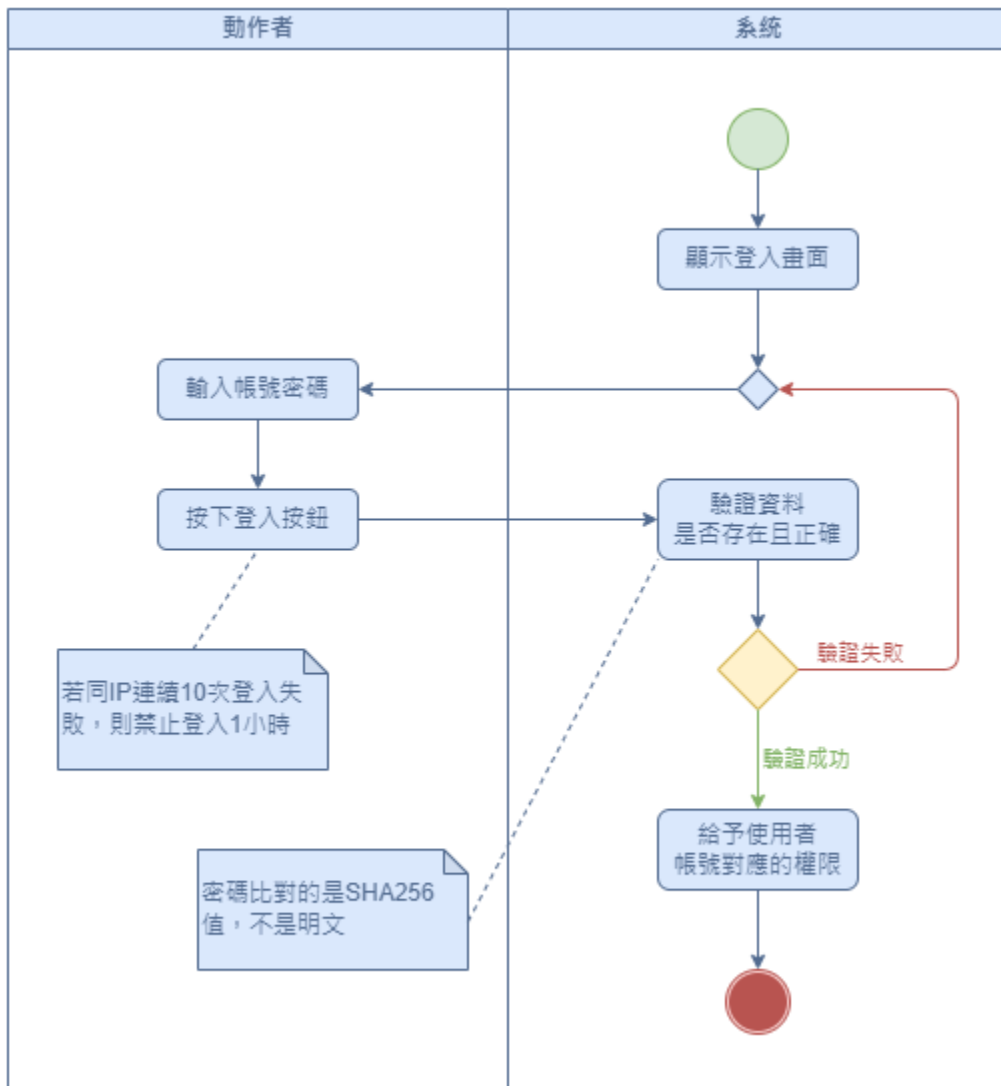 動作者
系統
顯示登入畫面
輸入帳號密碼
按下登入按鈕
驗證資料
是否存在且正確
驗證失敗
若同IP連續10次登入失
敗，則禁止登入1小時
驗證成功
給予使用者
帳號對應的權限
密碼比對的是SHA256
值，不是明文